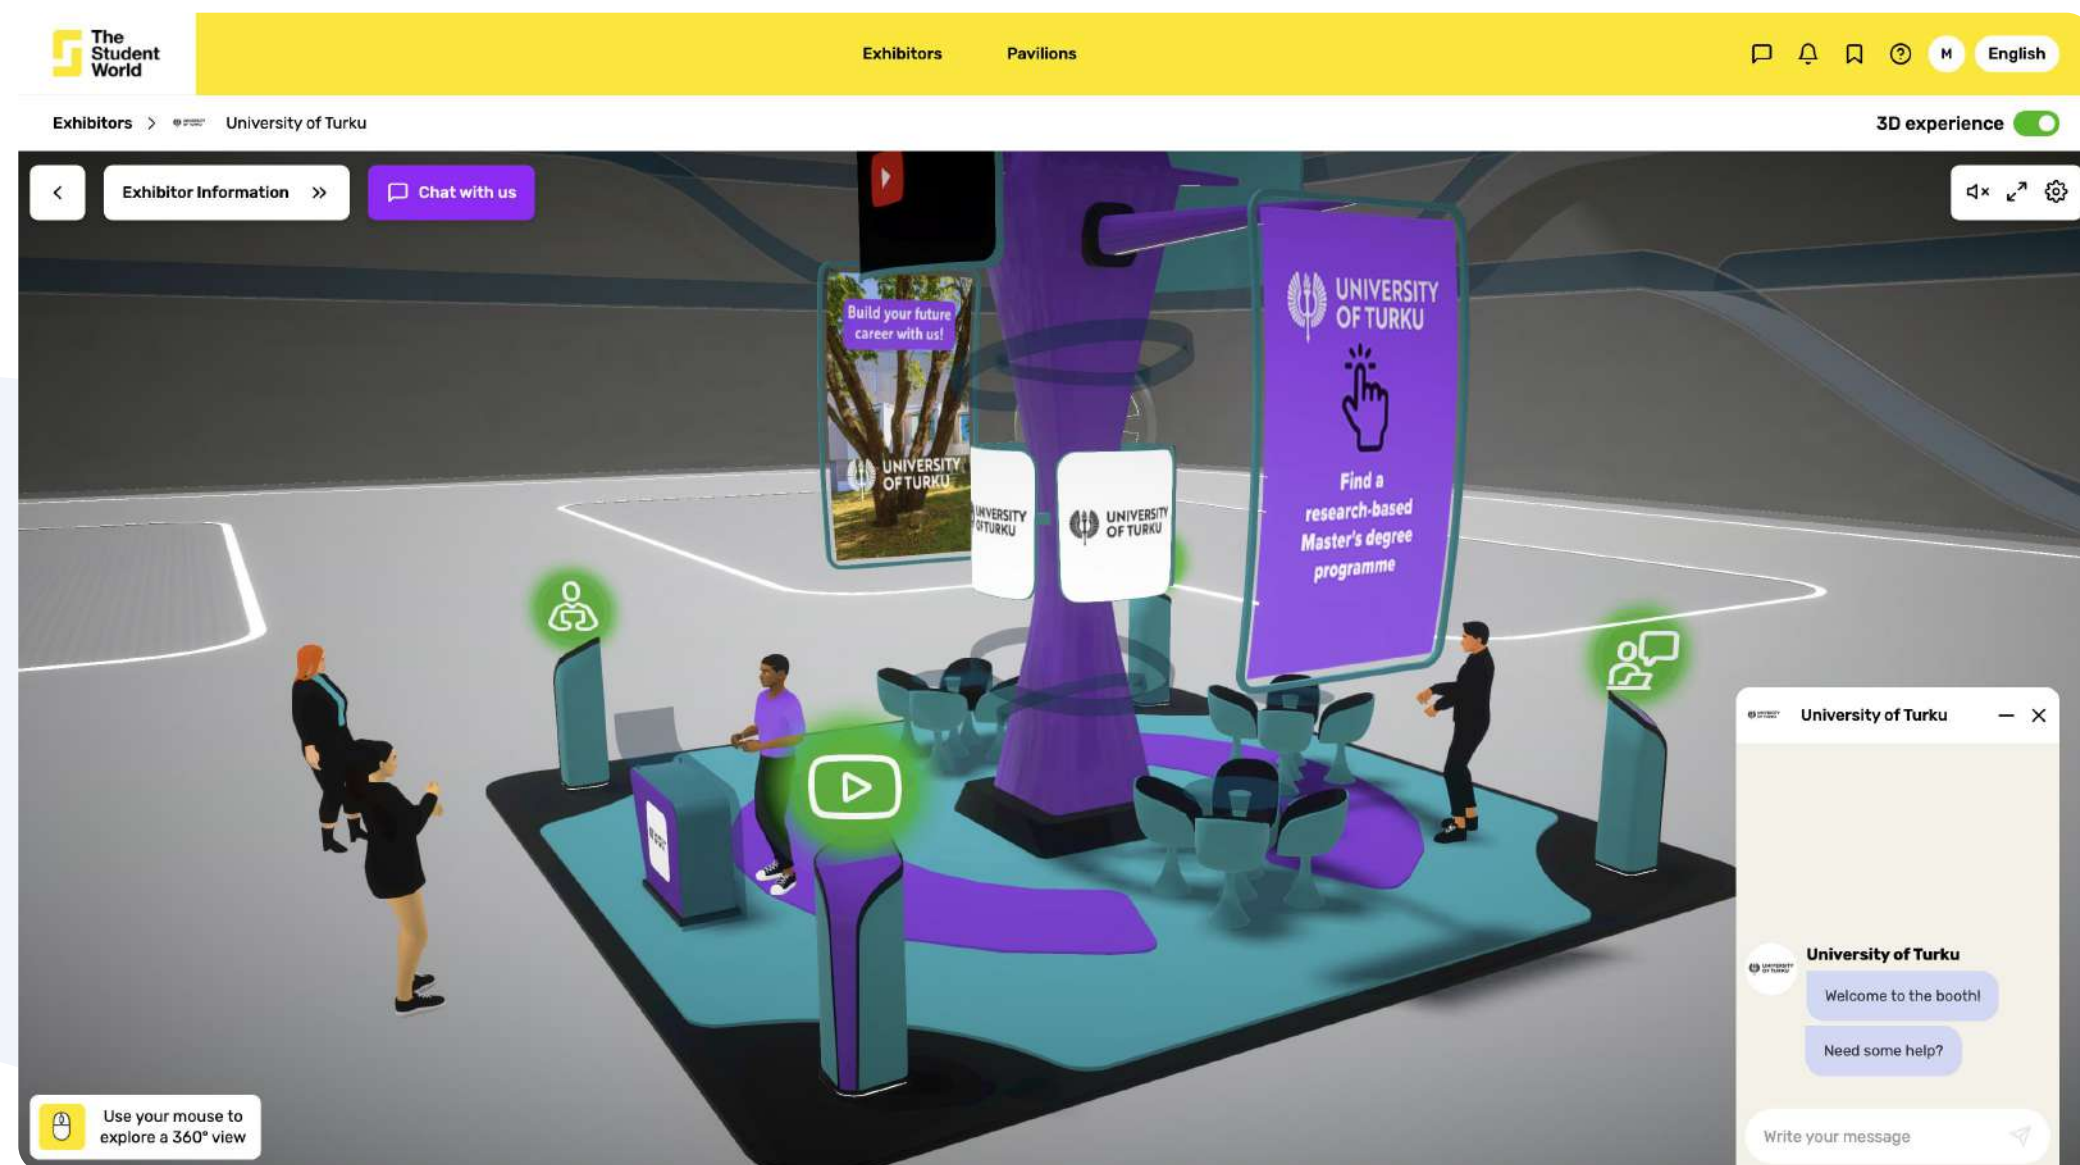 The
Student
World
Exhibitors
Pavilions
M
English
Exhibitors > University of Turku
3D experience
Exhibitor Information »
Chat with us
Build your future
career with us!
UNIVERSITY
OF TURKU
UNIVERSITY
OF TURKU
UNIVERSITY
OF TURKU
UNIVERSITY
OF TURKU
Find a
research-based
Master's degree
programme
University of Turku
University of Turku
UNIVERSITY
OF TURKU
Welcome to the booth!
Need some help?
Write your message
Use your mouse to
explore a 360° view